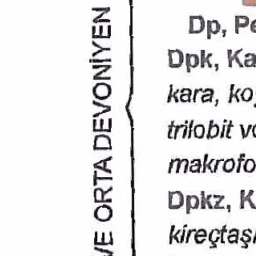 VE ORTA DEVONİYEN
Dp, Pe
Dpk, Ka
kara, ko
trilobit v
makrofo
Dpkz, K
kireçtaşı